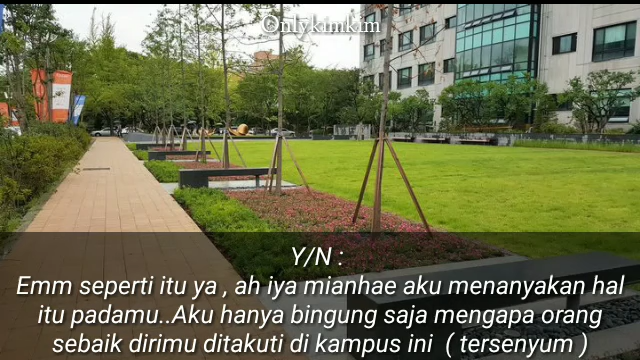 Onlykimkim
Y/N :
Emm seperti itu ya , ah iya mianhae aku menanyakan hal
itu padamu..Aku hanya bingung saja mengapa orang
sebaik dirimu ditakuti di kampus ini ( tersenyum )